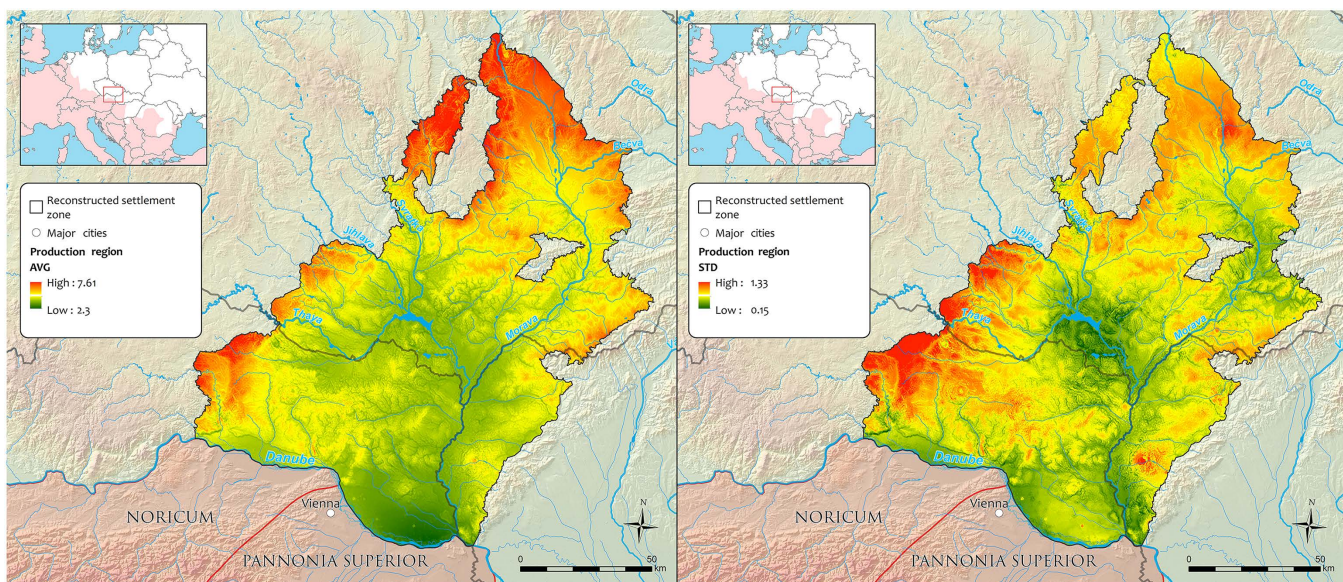 Reconstructed settlement
zone
Major cities
Production region
AVG
High : 7.61
Low : 2.3
Odra
Bečva
Svratka
Jihlava
Thaya
Morava
Danube
Vienna
NORICUM
PANNONIA SUPERIOR
N
0 50
km
Reconstructed settlement
zone
Major cities
Production region
STD
High : 1.33
Low : 0.15
Odra
Bečva
Svratka
Jihlava
Thaya
Morava
Danube
Vienna
NORICUM
PANNONIA SUPERIOR
N
0 50
km